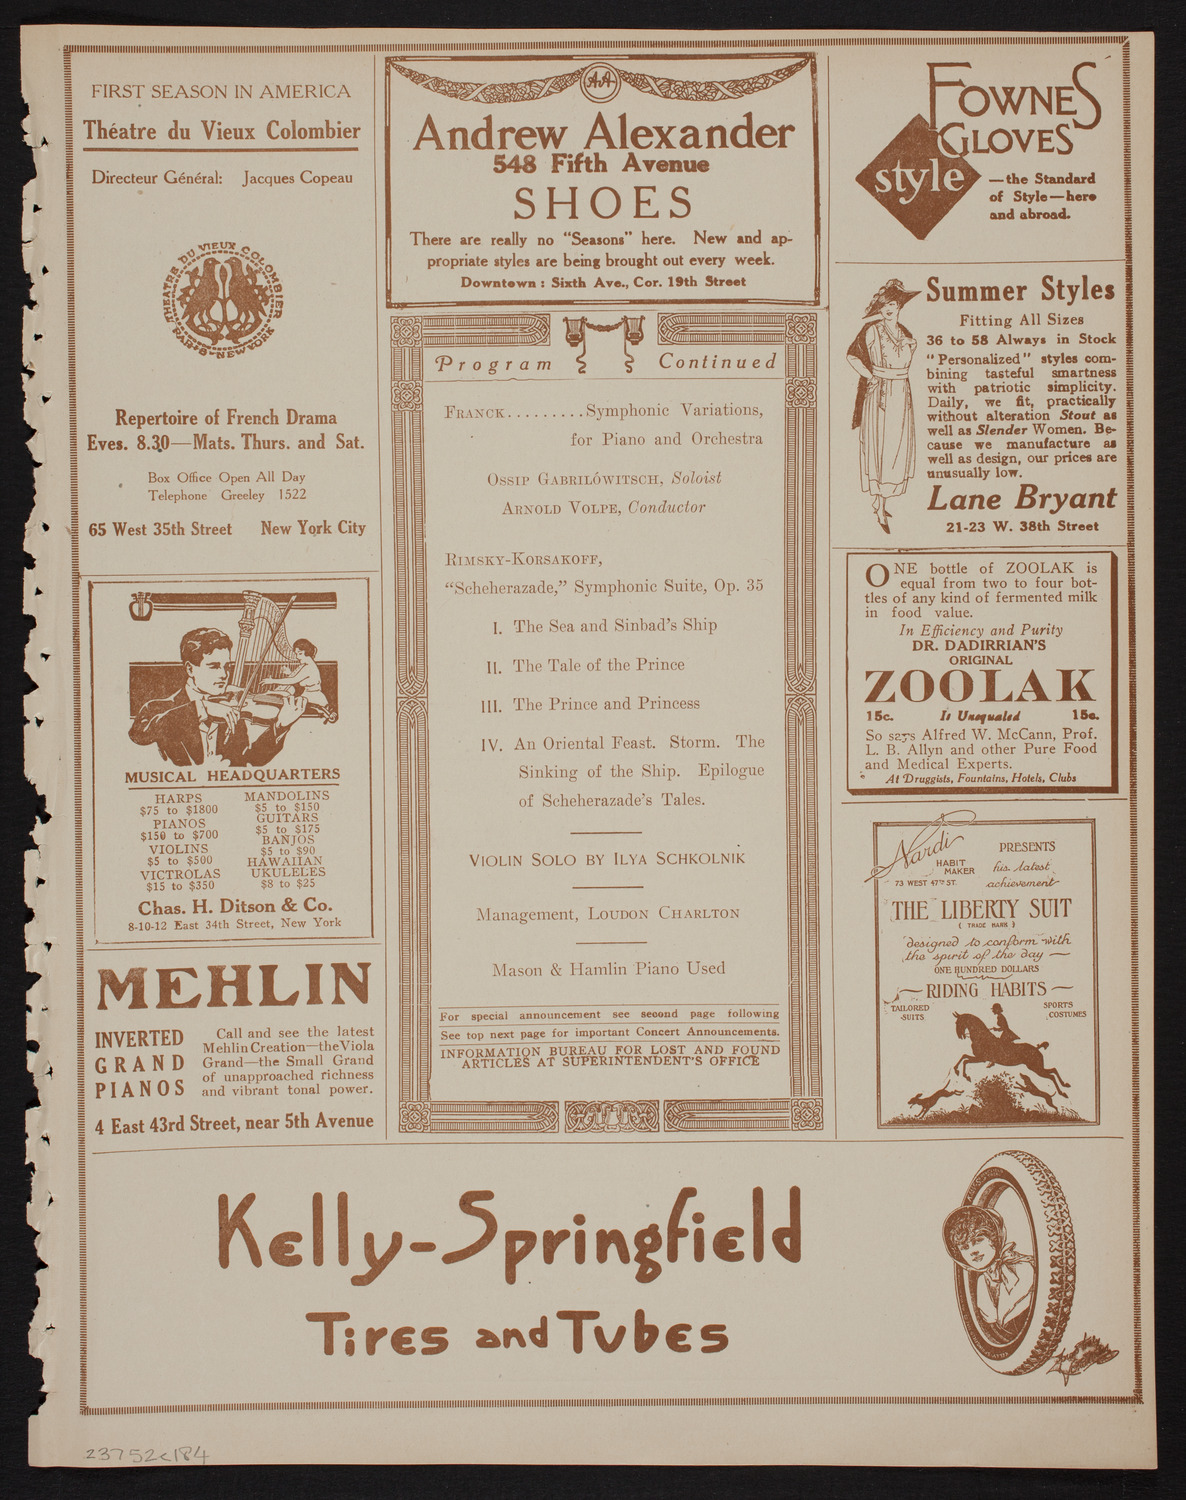 FIRST SEASON IN AMERICA
Théatre du Vieux Colombier
Directeur Général: Jacques Copeau
THEATRE DU VIEUX COLOMBIER
PARIS-NEW YORK
Repertoire of French Drama
Eves. 8.30—Mats. Thurs. and Sat.
Box Office Open All Day
Telephone Greeley 1522
65 West 35th Street New York City
MUSICAL HEADQUARTERS
HARPS
$75 to $1800
PIANOS
$150 to $700
VIOLINS
$5 to $500
VICTROLAS
$15 to $350
MANDOLINS
$5 to $150
GUITARS
$5 to $175
BANJOS
$5 to $90
HAWAIIAN
UKULELES
$8 to $25
Chas. H. Ditson & Co.
8-10-12 East 34th Street, New York
MEHLIN
INVERTED
GRAND
PIANOS
Call and see the latest
Mehlin Creation—the Viola
Grand—the Small Grand
of unapproached richness
and vibrant tonal power.
4 East 43rd Street, near 5th Avenue
AA
Andrew Alexander
548 Fifth Avenue
SHOES
There are really no "Seasons" here. New and ap-
propriate styles are being brought out every week.
Downtown: Sixth Ave., Cor. 19th Street
Program Continued
FRANCK.........Symphonic Variations,
for Piano and Orchestra
OSSIP GABRILÓWITSCH, Soloist
ARNOLD VOLPE, Conductor
RIMSKY-KORSAKOFF,
"Scheherazade," Symphonic Suite, Op. 35
I. The Sea and Sinbad's Ship
II. The Tale of the Prince
III. The Prince and Princess
IV. An Oriental Feast. Storm. The
Sinking of the Ship. Epilogue
of Scheherazade's Tales.
VIOLIN SOLO BY ILYA SCHKOLNIK
Management, LOUDON CHARLTON
Mason & Hamlin Piano Used
For special announcement see second page following
See top next page for important Concert Announcements.
INFORMATION BUREAU FOR LOST AND FOUND
ARTICLES AT SUPERINTENDENT'S OFFICE
FOWNES
GLOVES
style
—the Standard
of Style—here
and abroad.
Summer Styles
Fitting All Sizes
36 to 58 Always in Stock
"Personalized" styles com-
bining tasteful smartness
with patriotic simplicity.
Daily, we fit, practically
without alteration Stout as
well as Slender Women. Be-
cause we manufacture as
well as design, our prices are
unusually low.
Lane Bryant
21-23 W. 38th Street
ONE bottle of ZOOLAK is
equal from two to four bot-
tles of any kind of fermented milk
in food value.
In Efficiency and Purity
DR. DADIRRIAN'S
ORIGINAL
ZOOLAK
15c. Is Unequaled 15c.
So says Alfred W. McCann, Prof.
L. B. Allyn and other Pure Food
and Medical Experts.
At Druggists, Fountains, Hotels, Clubs
Nardi
HABIT
MAKER
73 WEST 47TH ST.
PRESENTS
his latest
achievement
THE LIBERTY SUIT
( TRADE MARK )
designed to conform with
the spirit of the day —
ONE HUNDRED DOLLARS
RIDING HABITS
TAILORED
SUITS
SPORTS
COSTUMES
Kelly-Springfield
Tires and Tubes
23752c184